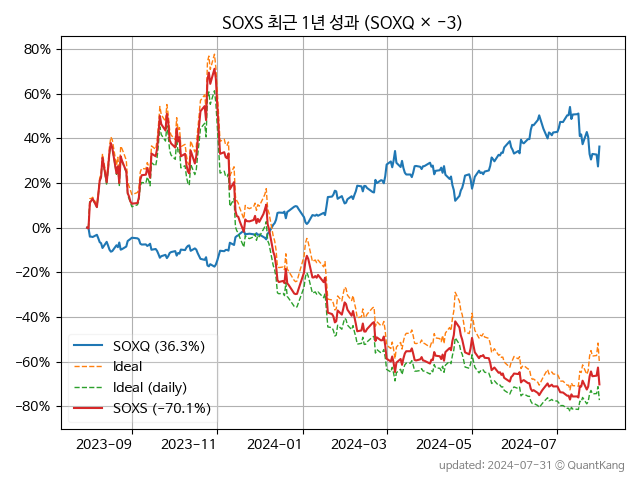 SOXS 최근 1년 성과 (SOXQ × −3)
80%
60%
40%
20%
0%
−20%
−40%
−60%
−80%
SOXQ (36.3%)
Ideal
Ideal (daily)
SOXS (−70.1%)
2023−09
2023−11
2024−01
2024−03
2024−05
2024−07
updated: 2024-07-31 © QuantKang